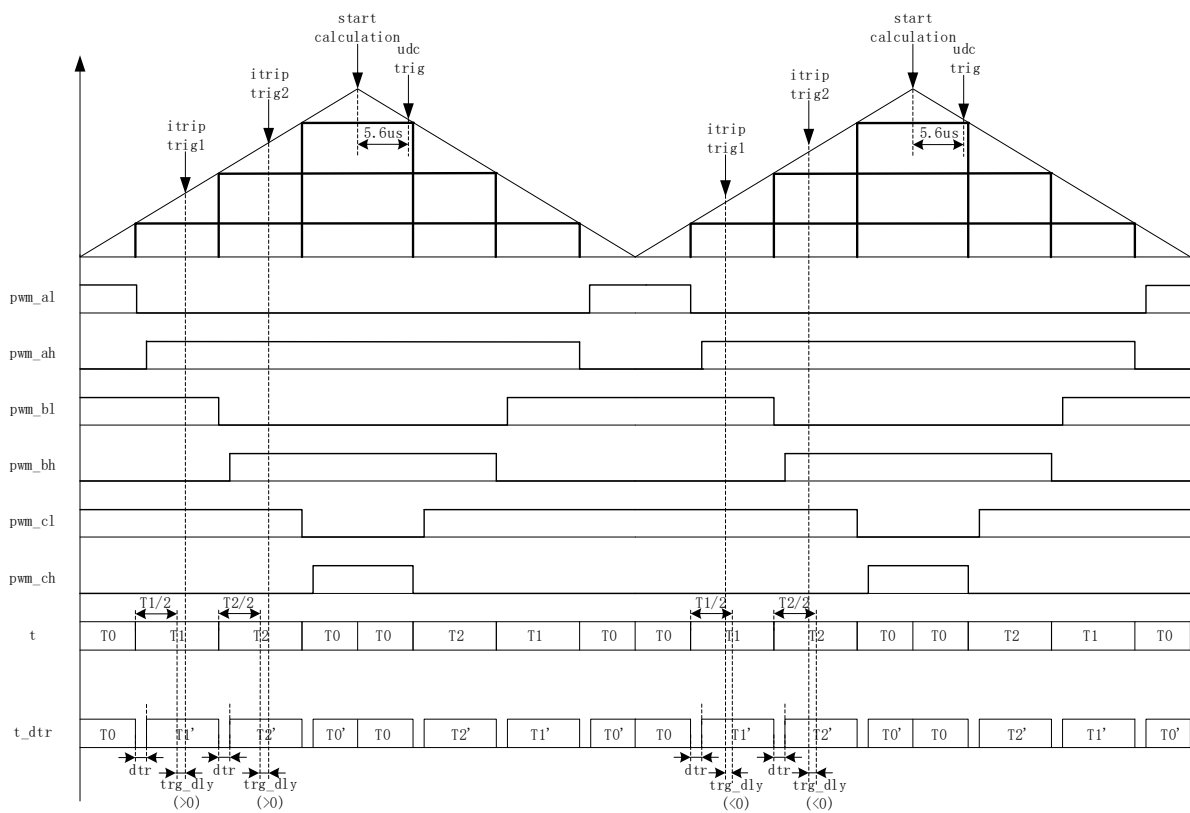 start
calculation
udc
trig
itrip
trig2
itrip
trig1
5.6us
start
calculation
udc
trig
itrip
trig2
itrip
trig1
5.6us
pwm_al
pwm_ah
pwm_bl
pwm_bh
pwm_cl
pwm_ch
T1/2 T2/2 T1/2 T2/2
t T0 T1 T2 T0 T0 T2 T1 T0 T0 T1 T2 T0 T0 T2 T1 T0
t_dtr T0 T1' T2' T0' T0 T2' T1' T0' T0 T1' T2' T0' T0 T2' T1' T0'
dtr dtr dtr dtr
trg_dly trg_dly trg_dly trg_dly
(>0) (>0) (<0) (<0)